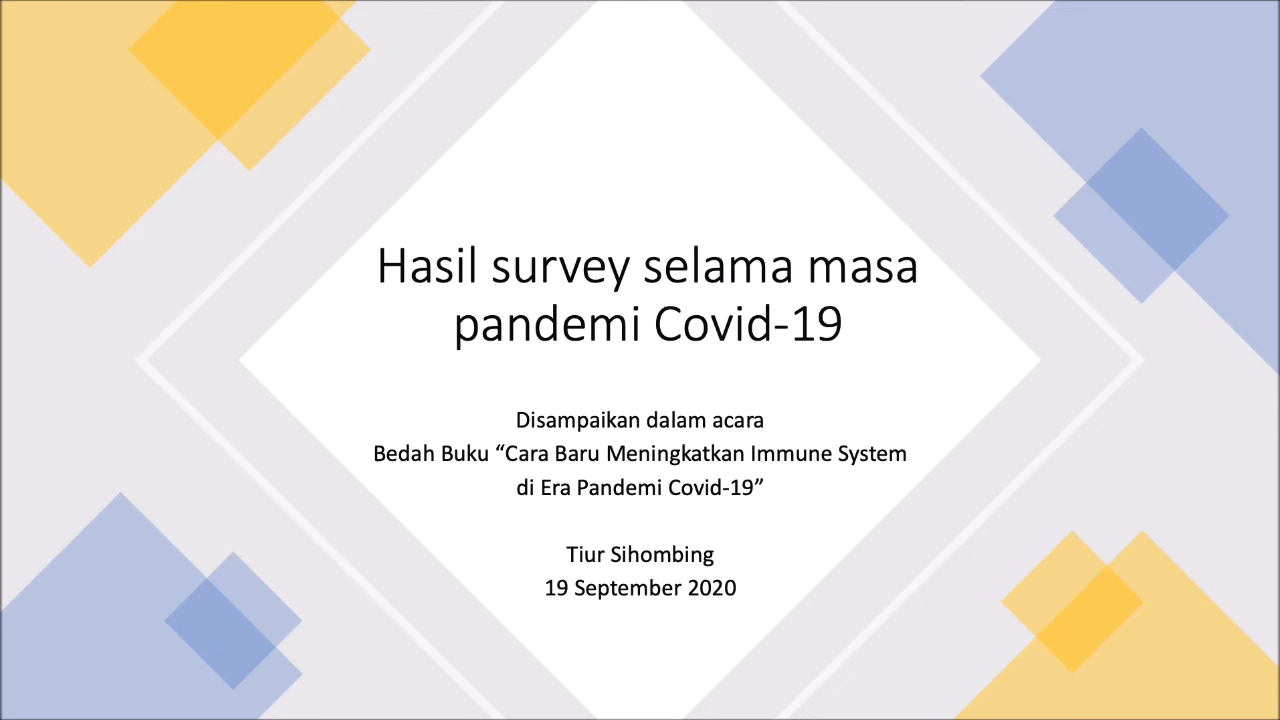 Hasil survey selama masa
pandemi Covid-19
Disampaikan dalam acara
Bedah Buku “Cara Baru Meningkatkan Immune System
di Era Pandemi Covid-19”
Tiur Sihombing
19 September 2020